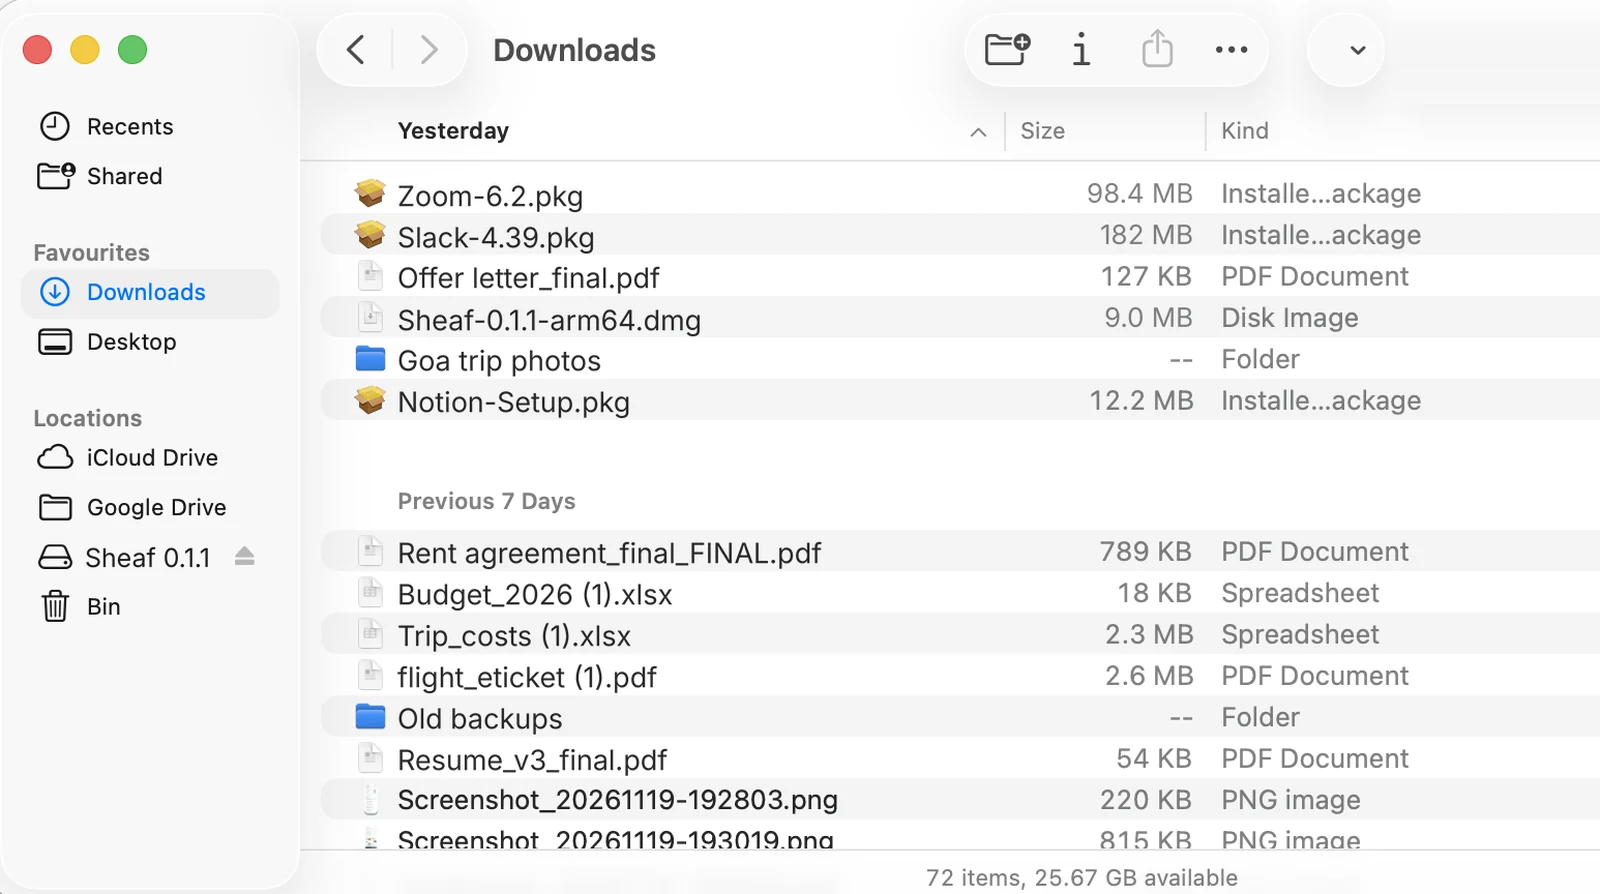 Downloads
Recents
Shared
Favourites
Downloads
Desktop
Locations
iCloud Drive
Google Drive
Sheaf 0.1.1
Bin
Yesterday Size Kind
Zoom-6.2.pkg 98.4 MB Installe...ackage
Slack-4.39.pkg 182 MB Installe...ackage
Offer letter_final.pdf 127 KB PDF Document
Sheaf-0.1.1-arm64.dmg 9.0 MB Disk Image
Goa trip photos -- Folder
Notion-Setup.pkg 12.2 MB Installe...ackage
Previous 7 Days
Rent agreement_final_FINAL.pdf 789 KB PDF Document
Budget_2026 (1).xlsx 18 KB Spreadsheet
Trip_costs (1).xlsx 2.3 MB Spreadsheet
flight_eticket (1).pdf 2.6 MB PDF Document
Old backups -- Folder
Resume_v3_final.pdf 54 KB PDF Document
Screenshot_20261119-192803.png 220 KB PNG image
Screenshot_20261119-193019.png 815 KB PNG image
72 items, 25.67 GB available